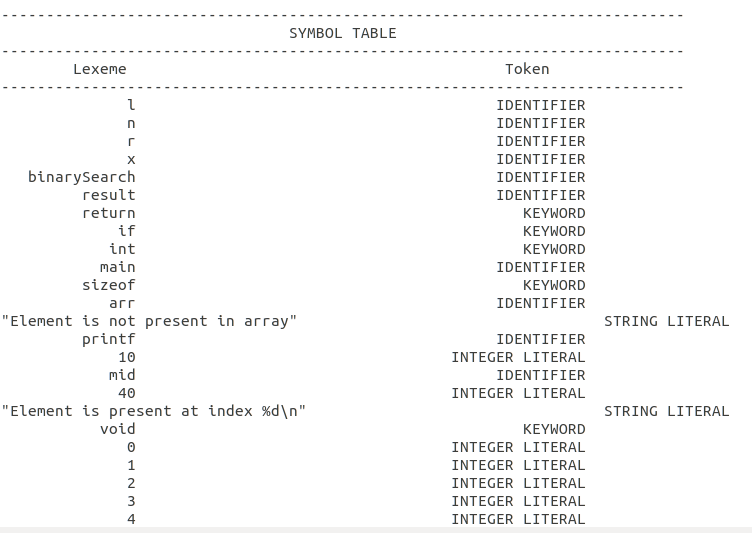 ----------------------------------------------------------------------------
SYMBOL TABLE
----------------------------------------------------------------------------
Lexeme Token
----------------------------------------------------------------------------
l IDENTIFIER
n IDENTIFIER
r IDENTIFIER
x IDENTIFIER
binarySearch IDENTIFIER
result IDENTIFIER
return KEYWORD
if KEYWORD
int KEYWORD
main IDENTIFIER
sizeof KEYWORD
arr IDENTIFIER
"Element is not present in array" STRING LITERAL
printf IDENTIFIER
10 INTEGER LITERAL
mid IDENTIFIER
40 INTEGER LITERAL
"Element is present at index %d\n" STRING LITERAL
void KEYWORD
0 INTEGER LITERAL
1 INTEGER LITERAL
2 INTEGER LITERAL
3 INTEGER LITERAL
4 INTEGER LITERAL